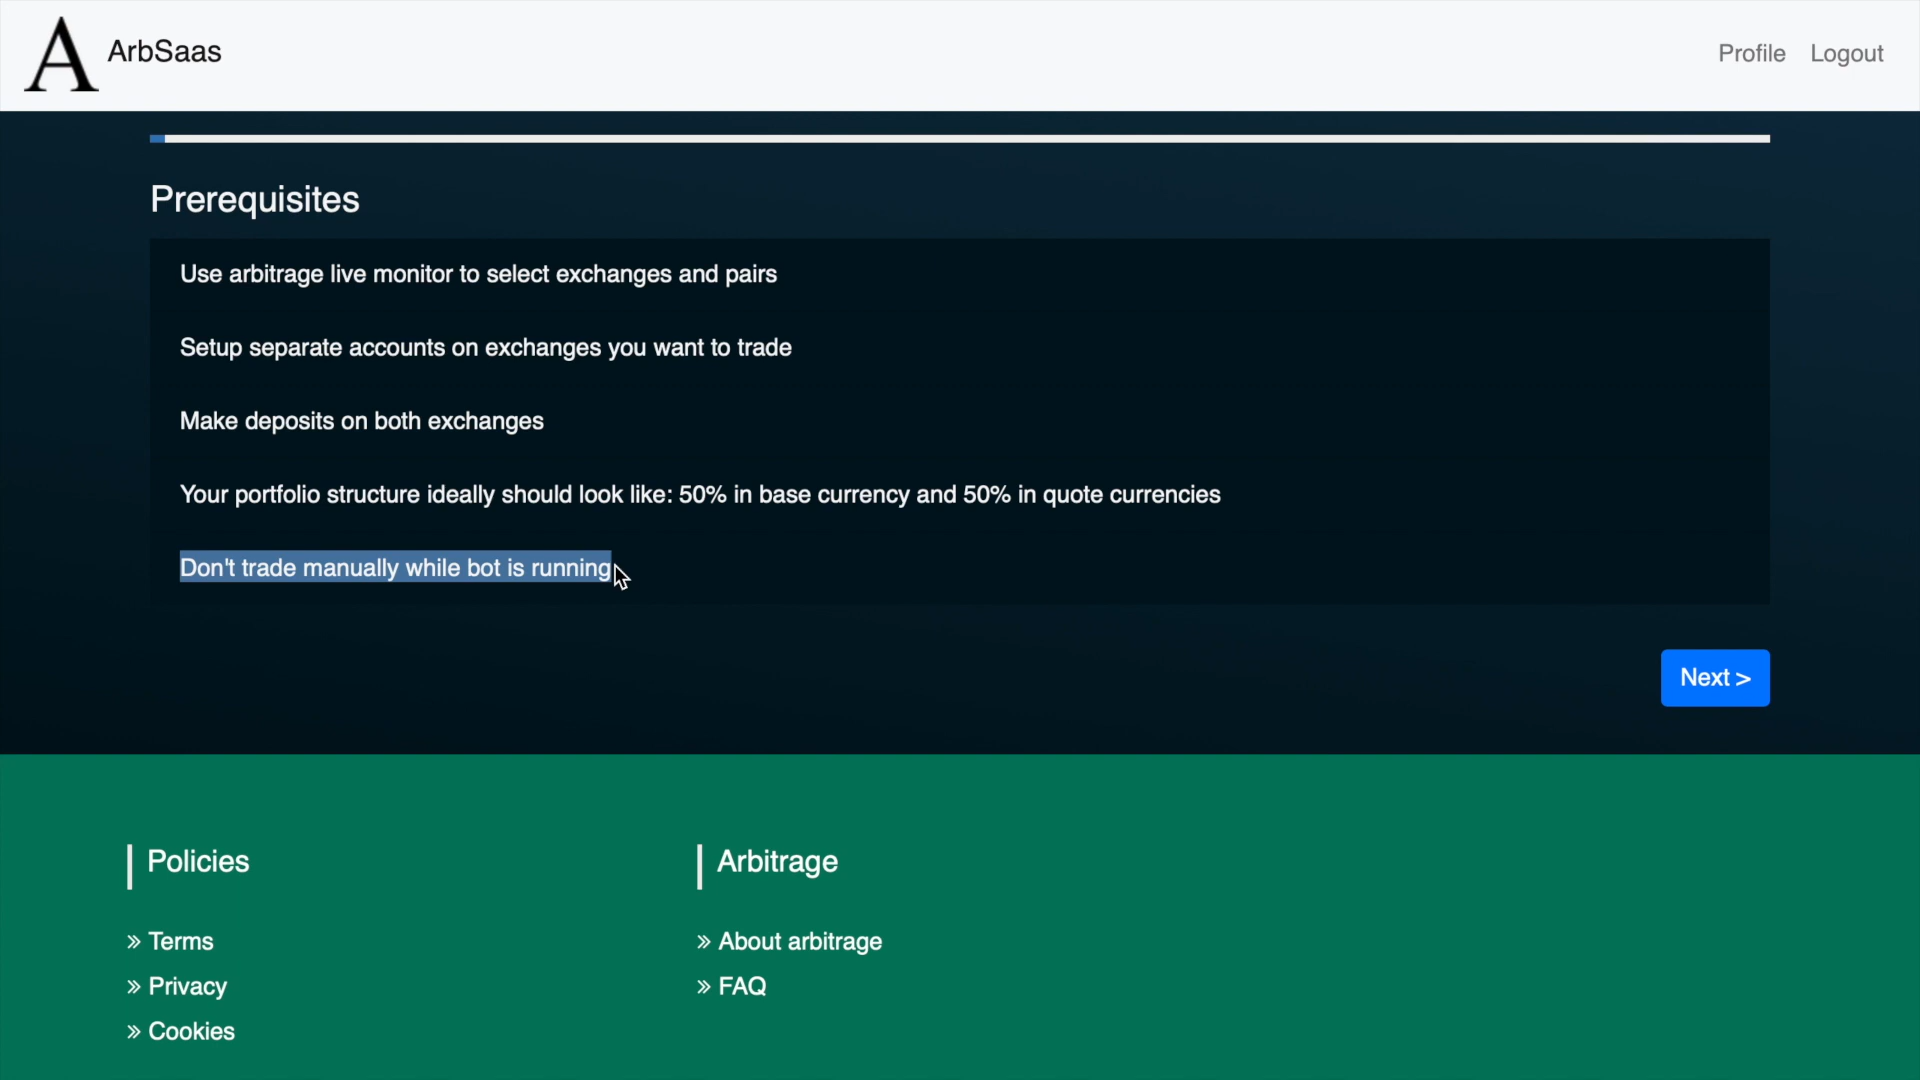 A ArbSaas
Profile Logout
Prerequisites
Use arbitrage live monitor to select exchanges and pairs
Setup separate accounts on exchanges you want to trade
Make deposits on both exchanges
Your portfolio structure ideally should look like: 50% in base currency and 50% in quote currencies
Don't trade manually while bot is running
Next >
Policies
» Terms
» Privacy
» Cookies
Arbitrage
» About arbitrage
» FAQ